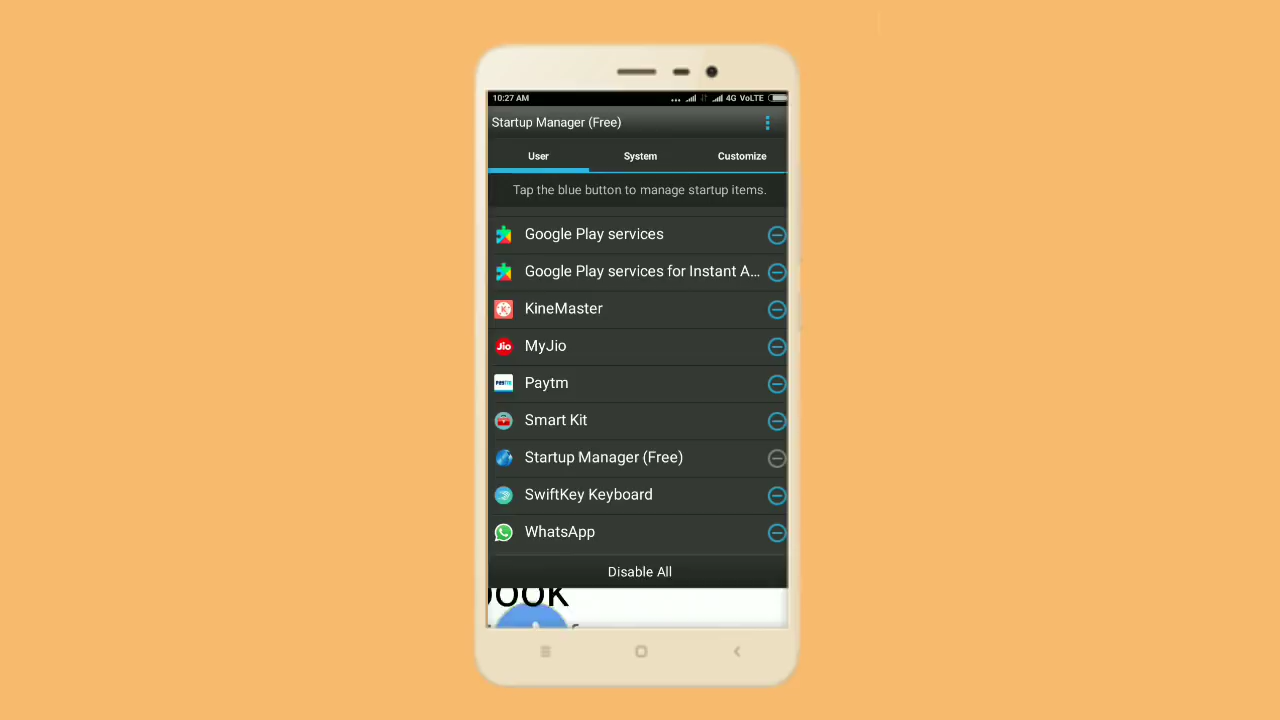 10:27 AM ... 4G VoLTE
Startup Manager (Free)
User System Customize
Tap the blue button to manage startup items.
Google Play services
Google Play services for Instant A...
KineMaster
MyJio
Jio
Paytm
Smart Kit
Startup Manager (Free)
SwiftKey Keyboard
WhatsApp
Disable All
ook